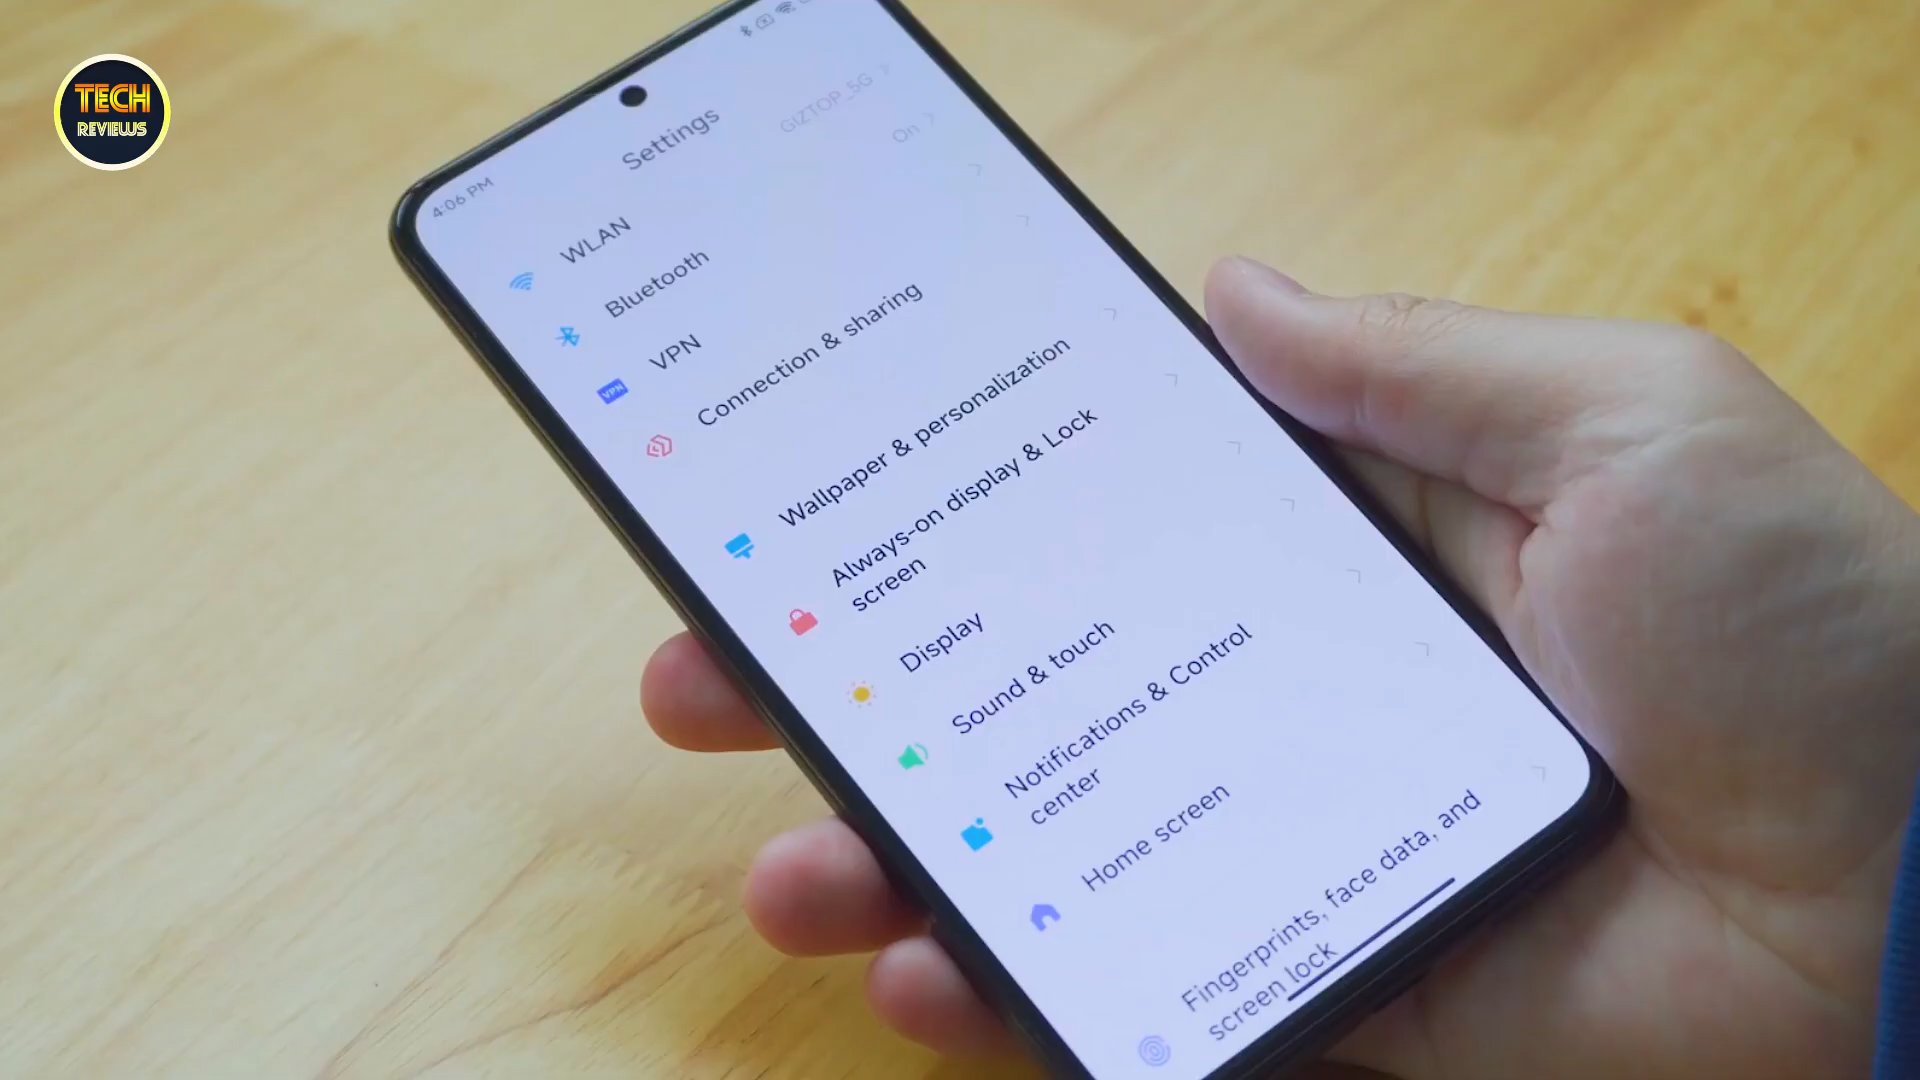 TECH
REVIEWS
4:06 PM
Settings
WLAN
GIZTOP_5G
Bluetooth
On
VPN
VPN
Connection & sharing
Wallpaper & personalization
Always-on display & Lock
screen
Display
Sound & touch
Notifications & Control
center
Home screen
Fingerprints, face data, and
screen lock